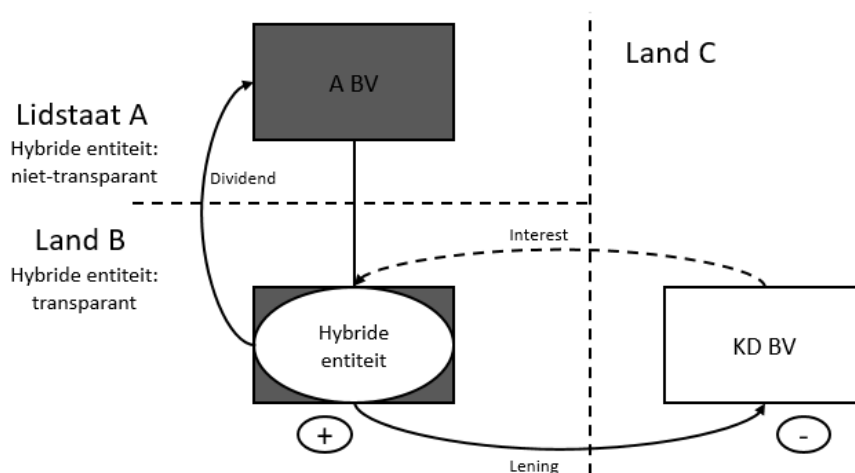 Land C
A BV
Lidstaat A
Hybride entiteit:
niet-transparant
Dividend
Land B
Hybride entiteit:
transparant
Interest
Hybride
entiteit
KD BV
+
-
Lening